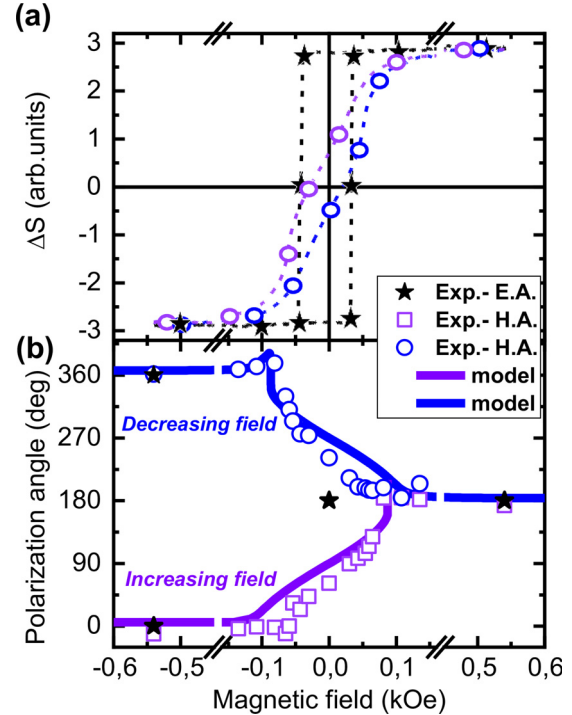 (a)
3
2
1
0
-1
-2
-3
ΔS (arb.units)
Exp.- E.A.
Exp.- H.A.
Exp.- H.A.
model
model
(b)
360
270
180
90
0
Polarization angle (deg)
Decreasing field
Increasing field
-0,6 -0,5 -0,1 0,0 0,1 0,5 0,6
Magnetic field (kOe)